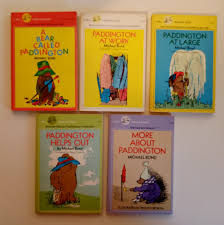 A
BEAR
CALLED
PADDINGTON
MICHAEL BOND
PADDINGTON
AT WORK
Michael Bond
PADDINGTON
AT LARGE
Michael Bond
PADDINGTON
HELPS OUT
by Michael Bond
MORE
ABOUT
PADDINGTON
MICHAEL BOND